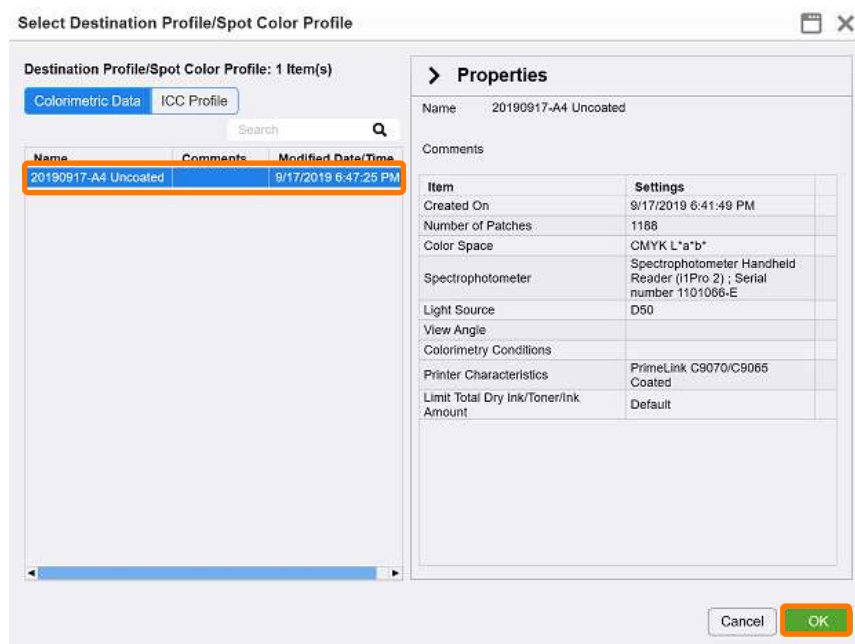 Select Destination Profile/Spot Color Profile
Destination Profile/Spot Color Profile: 1 Item(s)
Colorimetric Data ICC Profile
Search
Name Comments Modified Date/Time
20190917-A4 Uncoated 9/17/2019 6:47:25 PM
Properties
Name 20190917-A4 Uncoated
Comments
Item Settings
Created On 9/17/2019 6:41:49 PM
Number of Patches 1188
Color Space CMYK L*a*b*
Spectrophotometer Spectrophotometer Handheld
Reader (i1Pro 2) ; Serial
number 1101066-E
Light Source D50
View Angle
Colorimetry Conditions
Printer Characteristics PrimeLink C9070/C9065
Coated
Limit Total Dry Ink/Toner/Ink
Amount Default
Cancel OK